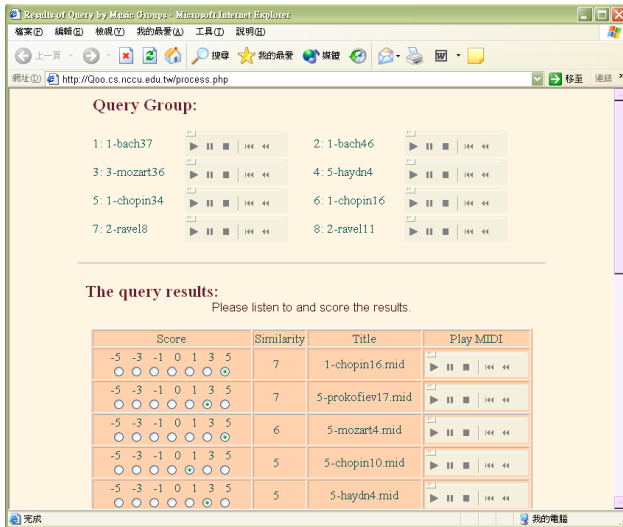 Results of Query by Music Groups - Microsoft Internet Explorer
檔案(F) 編輯(E) 檢視(V) 我的最愛(A) 工具(T) 說明(H)
上一頁 搜尋 我的最愛 媒體
網址(D) http://Qoo.cs.nccu.edu.tw/process.php 移至 連結 »
Query Group:
1: 1-bach37 2: 1-bach46
3: 3-mozart36 4: 5-haydn4
5: 1-chopin34 6: 1-chopin16
7: 2-ravel8 8: 2-ravel11
The query results:
Please listen to and score the results.
Score Similarity Title Play MIDI
-5 -3 -1 0 1 3 5
7 1-chopin16.mid
-5 -3 -1 0 1 3 5
7 5-prokofiev17.mid
-5 -3 -1 0 1 3 5
6 5-mozart4.mid
-5 -3 -1 0 1 3 5
5 5-chopin10.mid
-5 -3 -1 0 1 3 5
5 5-haydn4.mid
完成 我的電腦